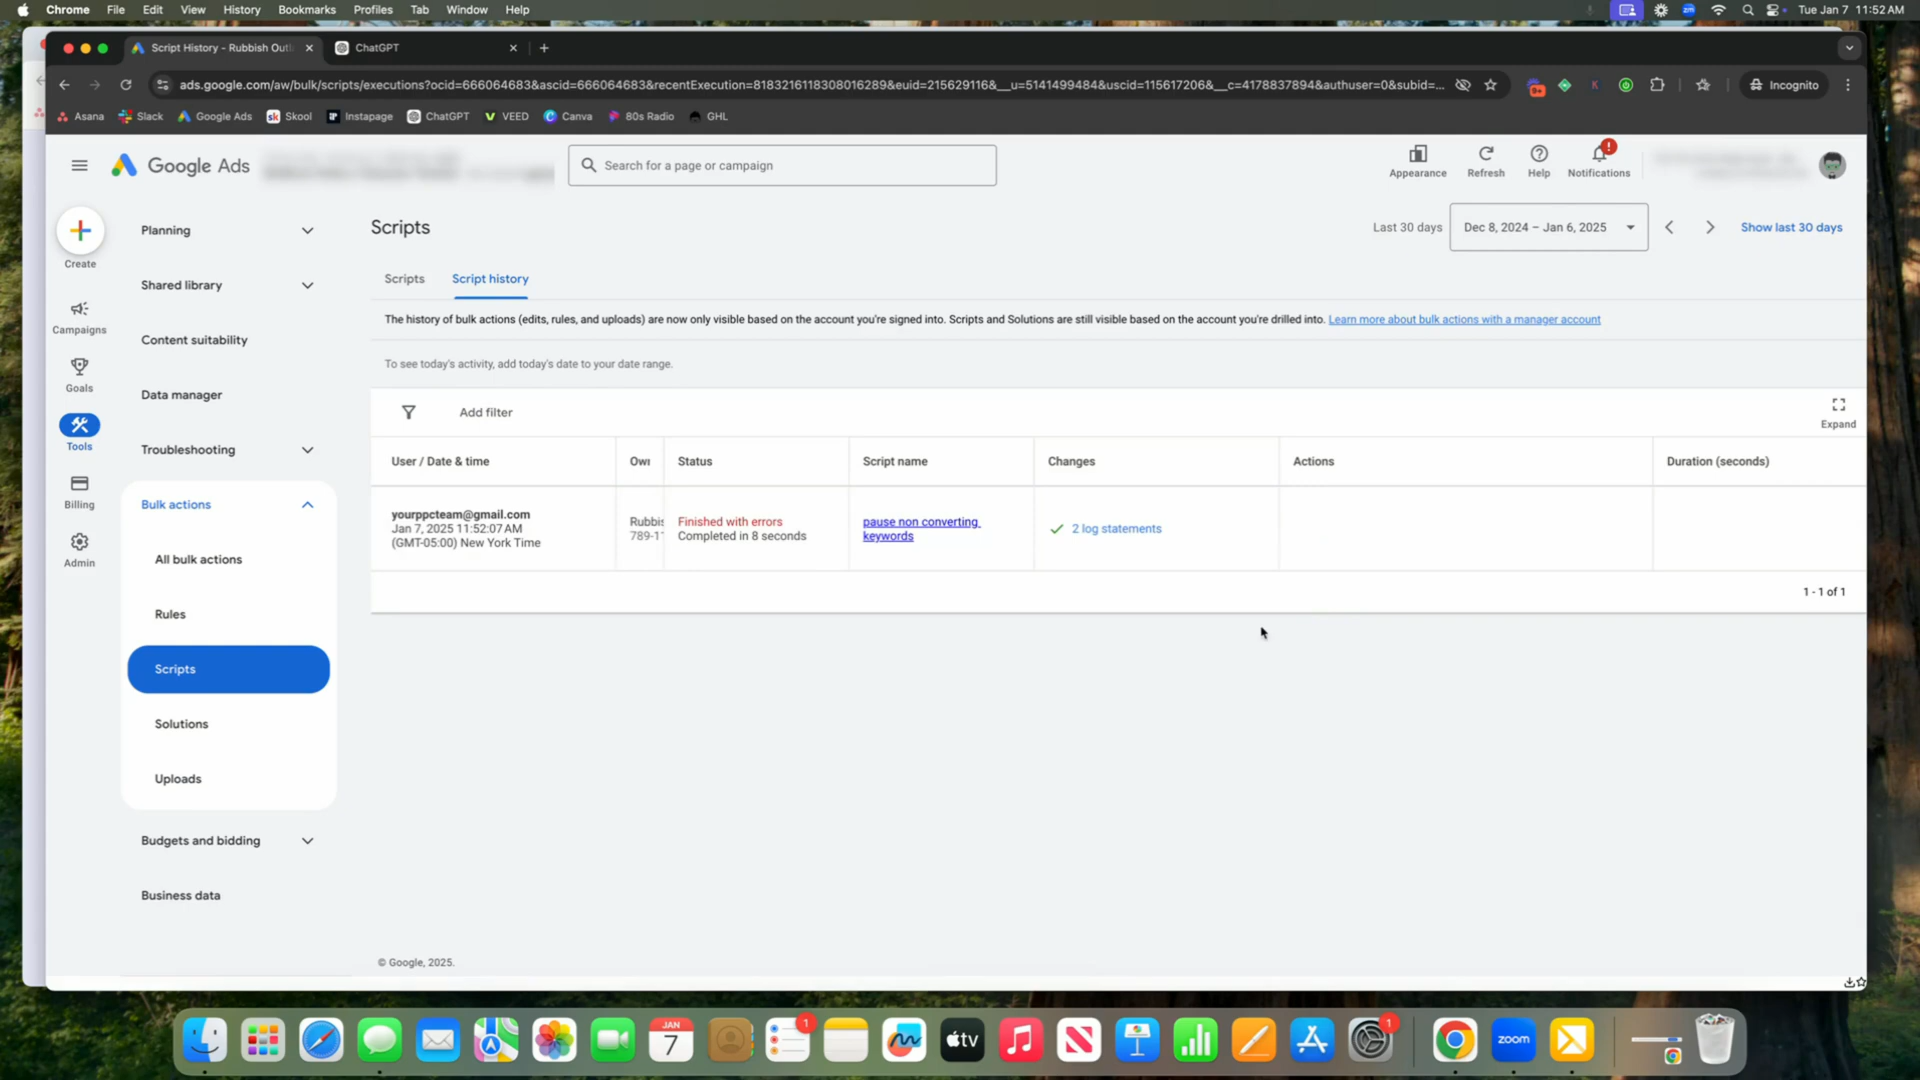 Chrome File Edit View History Bookmarks Profiles Tab Window Help
Tue Jan 7 11:52 AM
Script History - Rubbish Outl
ChatGPT
ads.google.com/aw/bulk/scripts/executions?ocid=666064683&ascid=666064683&recentExecution=8183216118308016289&euid=215629116&__u=5141499484&uscid=115617206&__c=4178837894&authuser=0&subid=...
Incognito
Asana Slack Google Ads Skool Instapage ChatGPT VEED Canva 80s Radio GHL
Google Ads
Search for a page or campaign
Appearance
Refresh
Help
Notifications
Create
Campaigns
Goals
Tools
Billing
Admin
Planning
Shared library
Content suitability
Data manager
Troubleshooting
Bulk actions
All bulk actions
Rules
Scripts
Solutions
Uploads
Budgets and bidding
Business data
Scripts
Last 30 days
Dec 8, 2024 – Jan 6, 2025
Show last 30 days
Scripts
Script history
The history of bulk actions (edits, rules, and uploads) are now only visible based on the account you're signed into. Scripts and Solutions are still visible based on the account you're drilled into. Learn more about bulk actions with a manager account
To see today's activity, add today's date to your date range.
Add filter
Expand
User / Date & time
Own
Status
Script name
Changes
Actions
Duration (seconds)
yourppcteam@gmail.com
Jan 7, 2025 11:52:07 AM
(GMT-05:00) New York Time
Rubbis
789-1
Finished with errors
Completed in 8 seconds
pause non converting
keywords
2 log statements
1 - 1 of 1
© Google, 2025.
JAN
7
1
tv
1
zoom